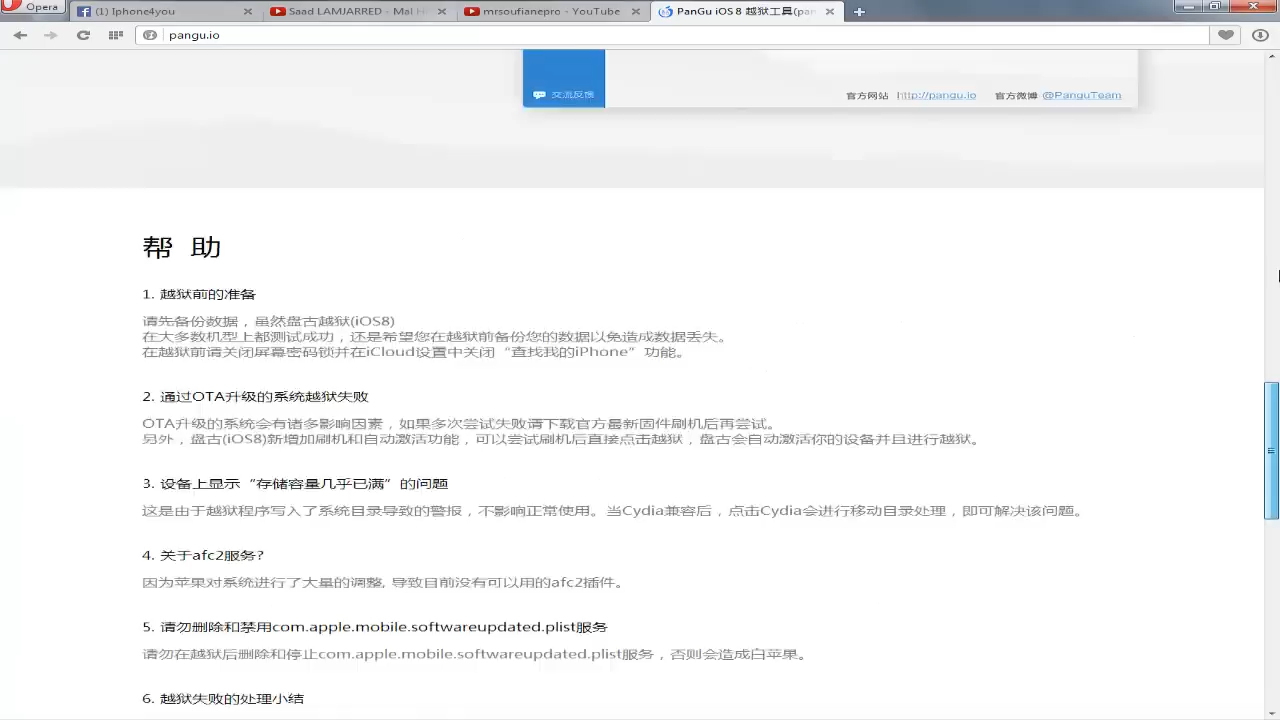 Opera
(1) Iphone4you
Saad LAMJARRED - Mal H
mrsoufianepro - YouTube
PanGu iOS 8 越狱工具(pan
pangu.io
交流反馈
官方网站 http://pangu.io 官方微博 @PanguTeam
帮 助
1. 越狱前的准备
请先备份数据，虽然盘古越狱(iOS8)
在大多数机型上都测试成功，还是希望您在越狱前备份您的数据以免造成数据丢失。
在越狱前请关闭屏幕密码锁并在iCloud设置中关闭“查找我的iPhone”功能。
2. 通过OTA升级的系统越狱失败
OTA升级的系统会有诸多影响因素，如果多次尝试失败请下载官方最新固件刷机后再尝试。
另外，盘古(iOS8)新增加刷机和自动激活功能，可以尝试刷机后直接点击越狱，盘古会自动激活你的设备并且进行越狱。
3. 设备上显示“存储容量几乎已满”的问题
这是由于越狱程序写入了系统目录导致的警报，不影响正常使用。当Cydia兼容后，点击Cydia会进行移动目录处理，即可解决该问题。
4. 关于afc2服务?
因为苹果对系统进行了大量的调整, 导致目前没有可以用的afc2插件。
5. 请勿删除和禁用com.apple.mobile.softwareupdated.plist服务
请勿在越狱后删除和停止com.apple.mobile.softwareupdated.plist服务，否则会造成白苹果。
6. 越狱失败的处理小结